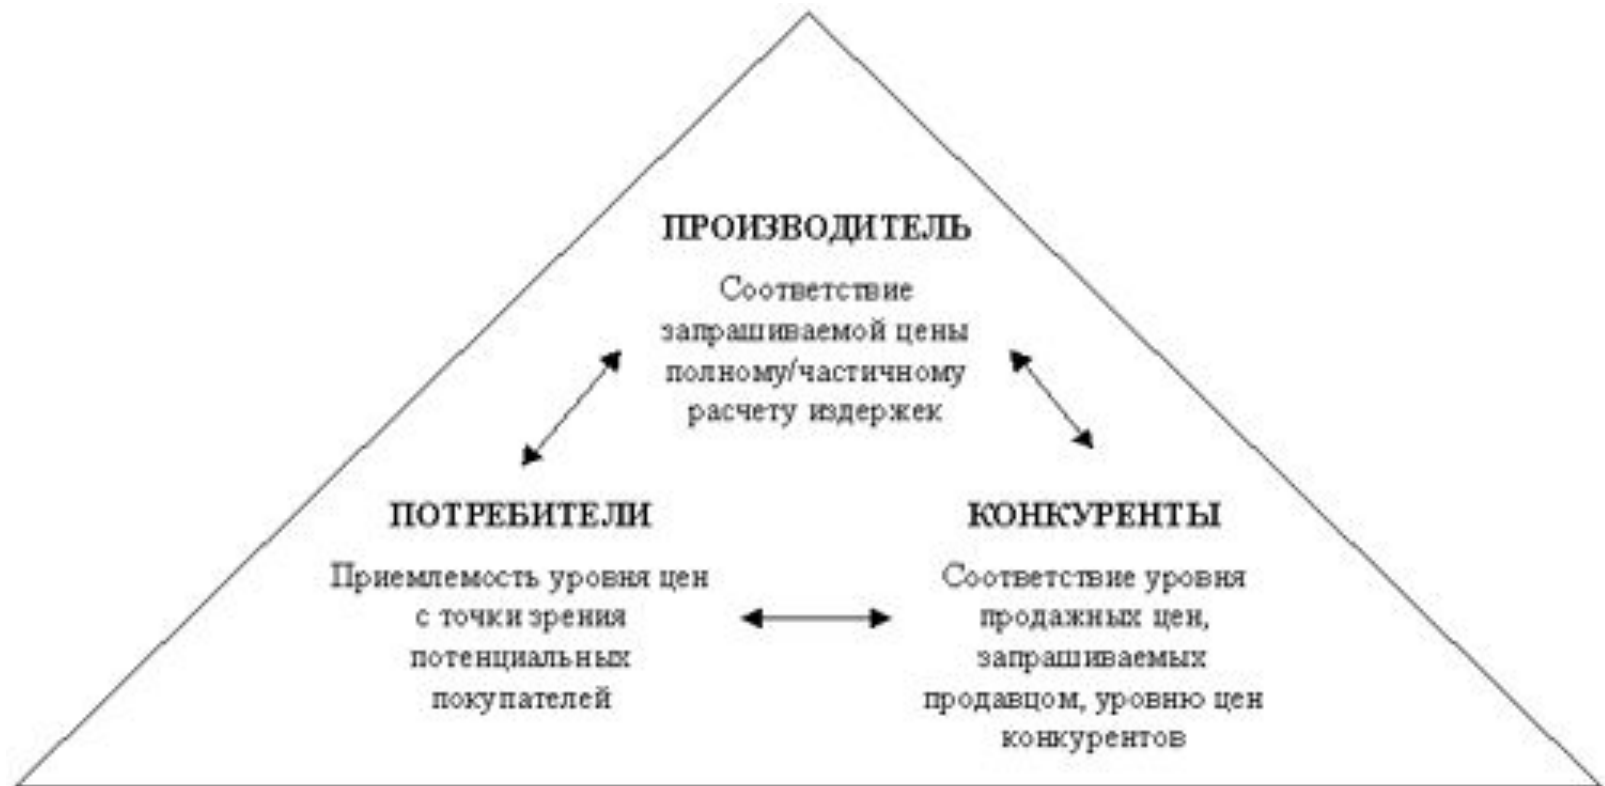 ПРОИЗВОДИТЕЛЬ
Соответствие
запрашиваемой цены
полному/частичному
расчету издержек
ПОТРЕБИТЕЛИ
Приемлемость уровня цен
с точки зрения
потенциальных
покупателей
КОНКУРЕНТЫ
Соответствие уровня
продажных цен,
запрашиваемых
продавцом, уровню цен
конкурентов